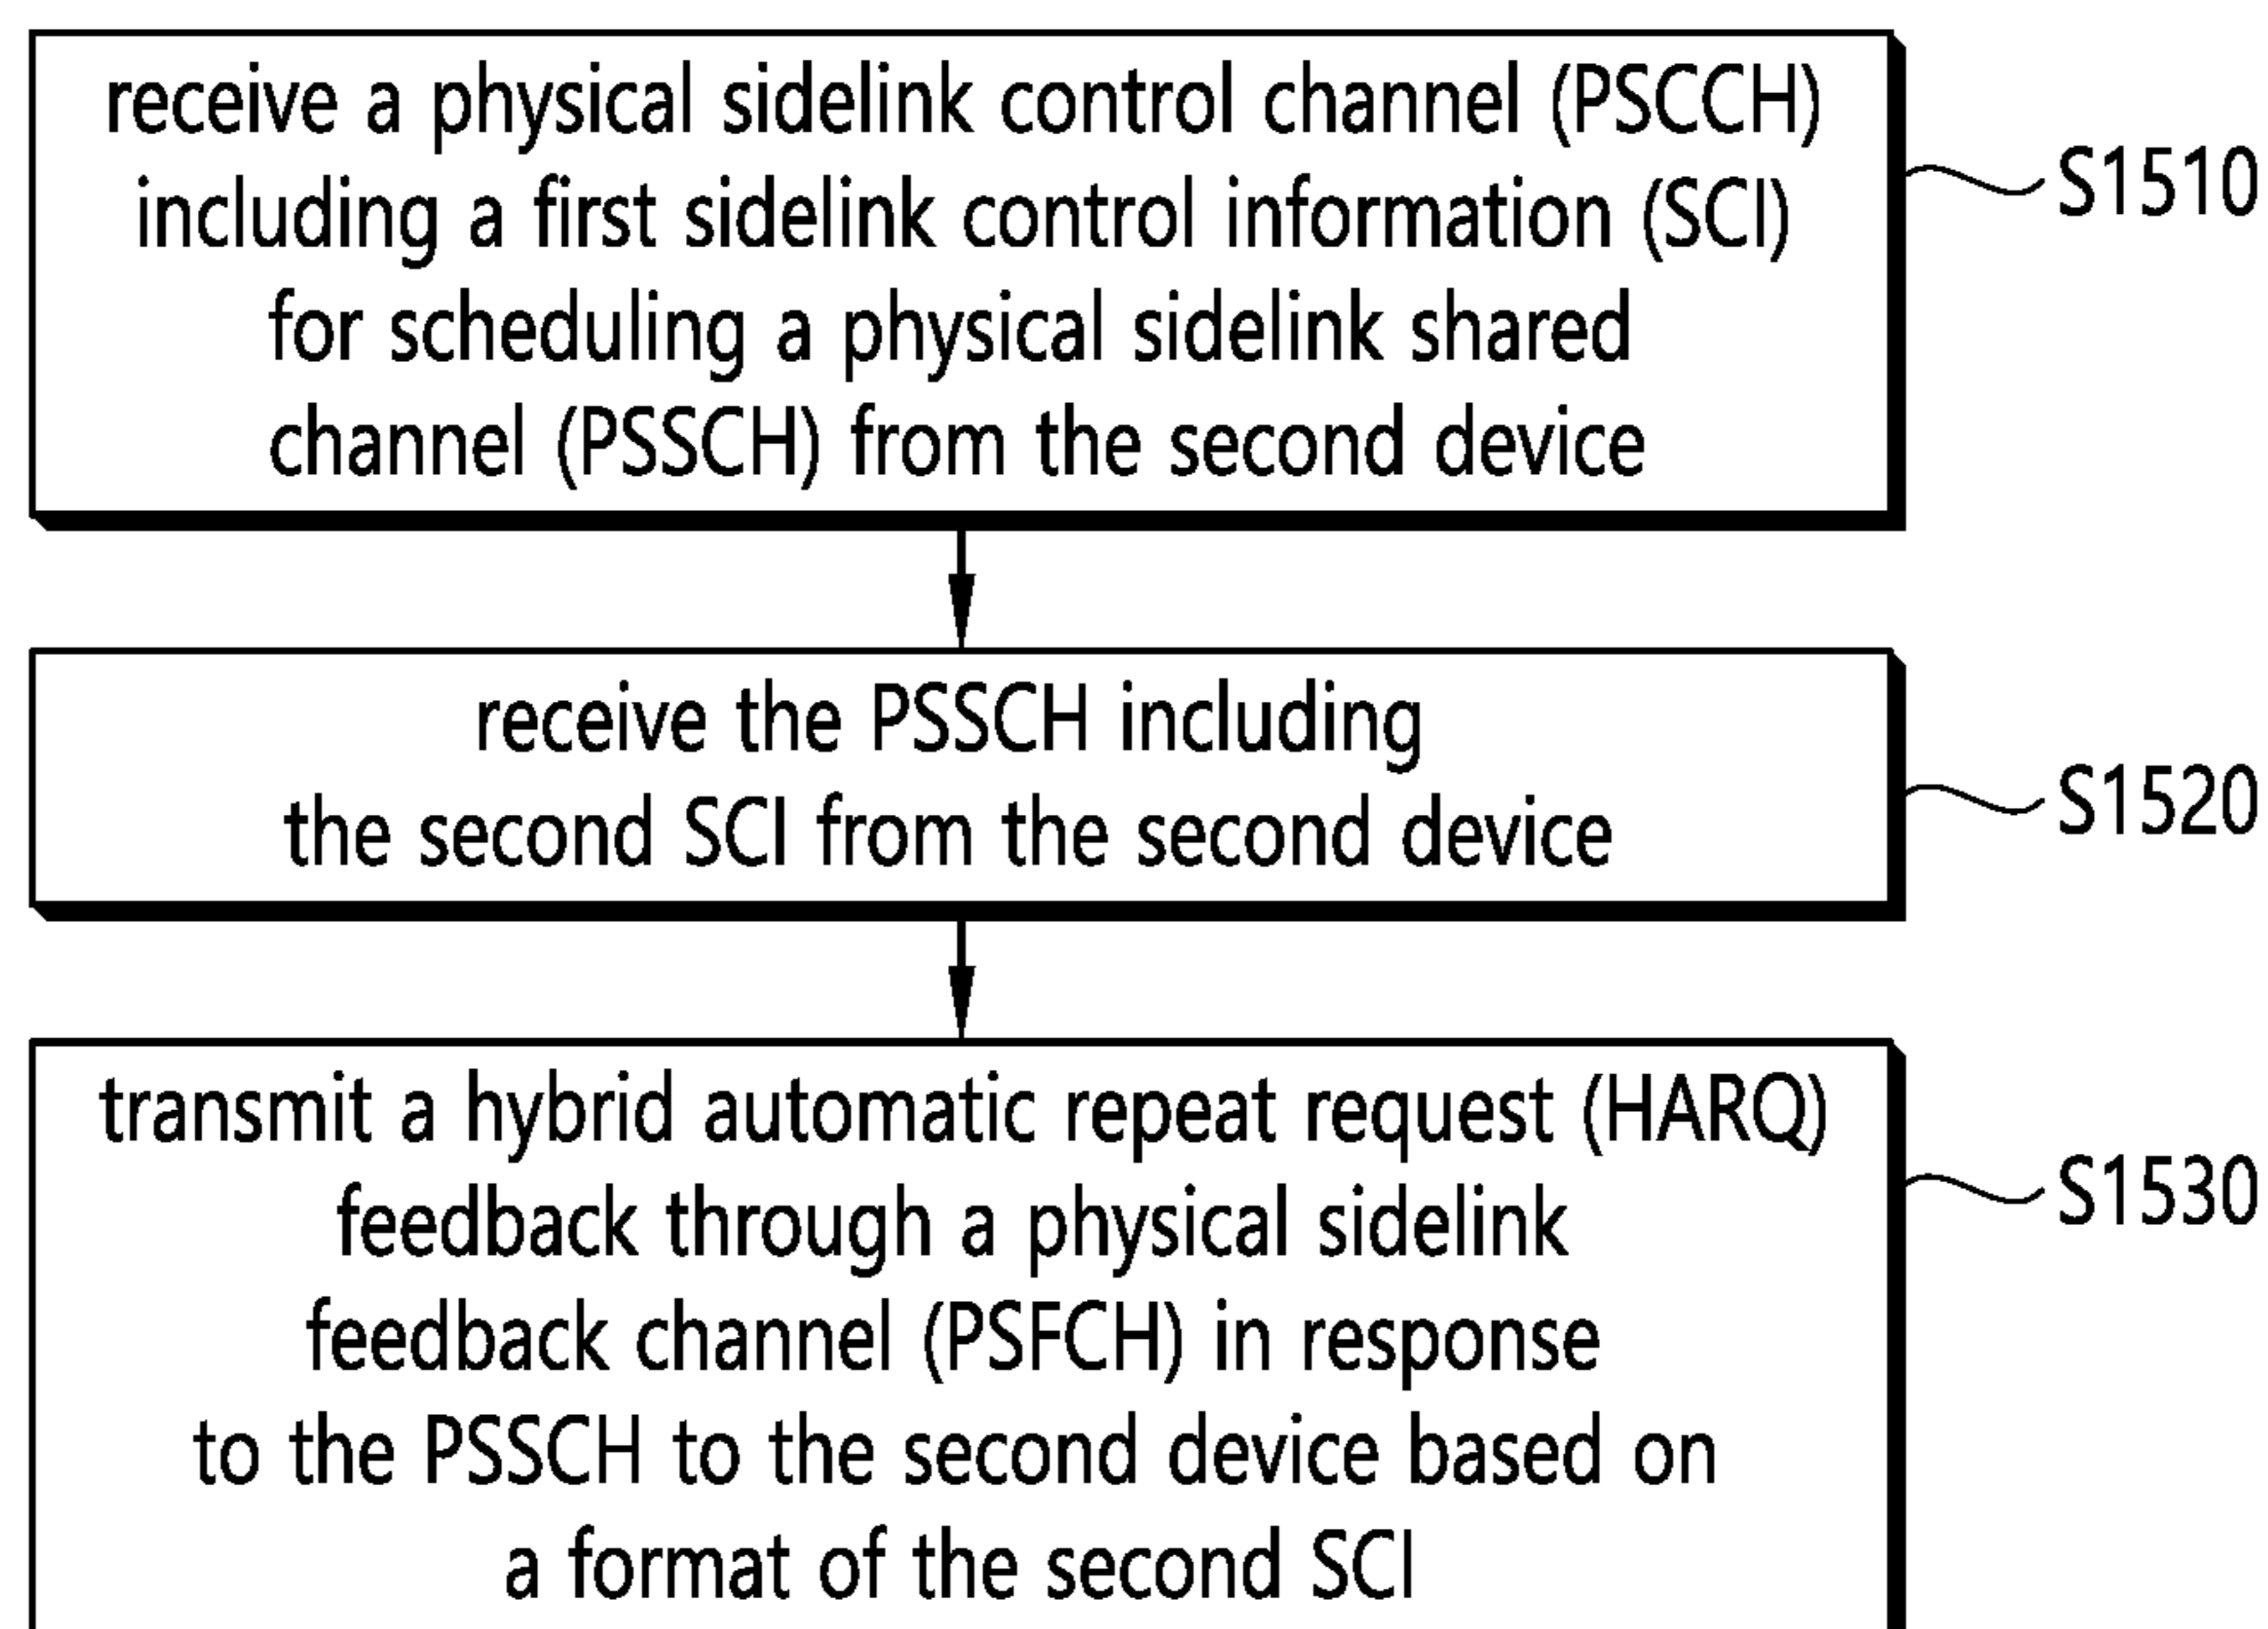 receive a physical sidelink control channel (PSCCH)
including a first sidelink control information (SCI)
for scheduling a physical sidelink shared
channel (PSSCH) from the second device
S1510
receive the PSSCH including
the second SCI from the second device
S1520
transmit a hybrid automatic repeat request (HARQ)
feedback through a physical sidelink
feedback channel (PSFCH) in response
to the PSSCH to the second device based on
a format of the second SCI
S1530